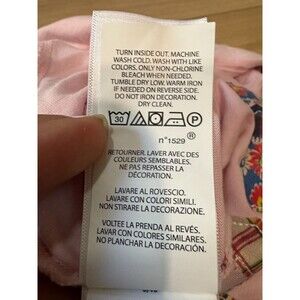 TURN INSIDE OUT. MACHINE
WASH COLD. WASH WITH LIKE
COLORS. ONLY NON-CHLORINE
BLEACH WHEN NEEDED.
TUMBLE DRY LOW. WARM IRON
IF NEEDED ON REVERSE SIDE.
DO NOT IRON DECORATION.
DRY CLEAN.
30 P
n°1529 ®
RETOURNER. LAVER AVEC DES
COULEURS SEMBLABLES.
NE PAS REPASSER LA
DÉCORATION.
LAVARE AL ROVESCIO.
LAVARE CON COLORI SIMILI.
NON STIRARE LA DECORAZIONE.
VOLTEE LA PRENDA AL REVÉS.
LAVAR CON COLORES SIMILARES.
NO PLANCHAR LA DECORACIÓN.